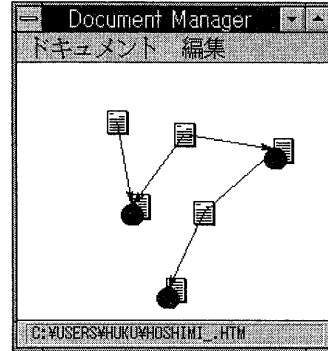 Document Manager
ドキュメント 編集
C:¥USERS¥HUKU¥HOSHIMI_.HTM